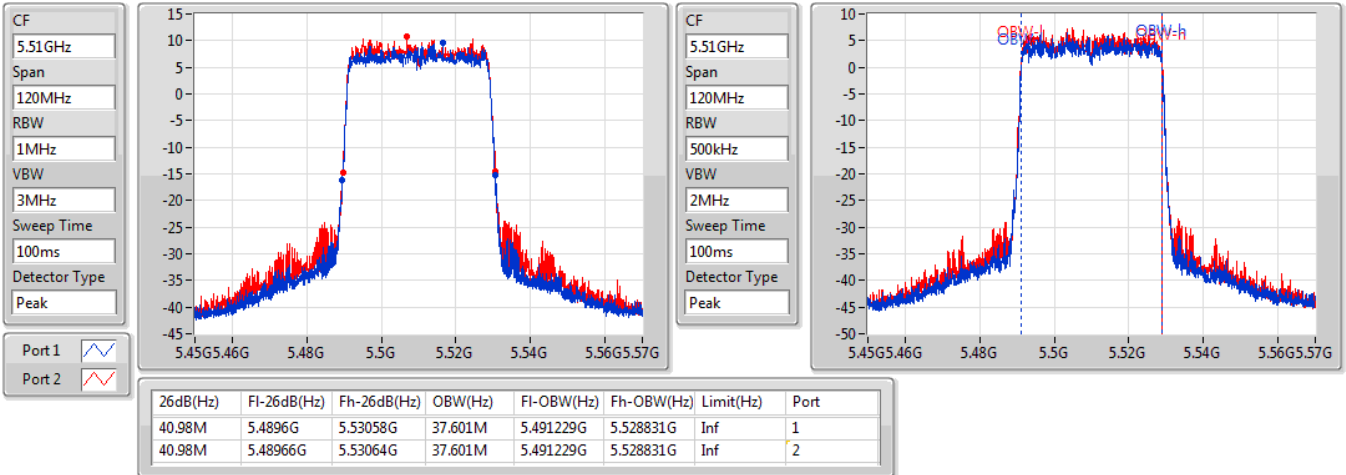 CF
5.51GHz
Span
120MHz
RBW
1MHz
VBW
3MHz
Sweep Time
100ms
Detector Type
Peak
Port 1
Port 2
15
10
5
0
-5
-10
-15
-20
-25
-30
-35
-40
-45
5.45G 5.46G 5.48G 5.5G 5.52G 5.54G 5.56G 5.57G
CF
5.51GHz
Span
120MHz
RBW
500kHz
VBW
2MHz
Sweep Time
100ms
Detector Type
Peak
10
5
0
-5
-10
-15
-20
-25
-30
-35
-40
-45
-50
OBW-l OBW-h
OBW-l OBW-h
5.45G 5.46G 5.48G 5.5G 5.52G 5.54G 5.56G 5.57G
26dB(Hz) Fl-26dB(Hz) Fh-26dB(Hz) OBW(Hz) Fl-OBW(Hz) Fh-OBW(Hz) Limit(Hz) Port
40.98M 5.4896G 5.53058G 37.601M 5.491229G 5.528831G Inf 1
40.98M 5.48966G 5.53064G 37.601M 5.491229G 5.528831G Inf 2